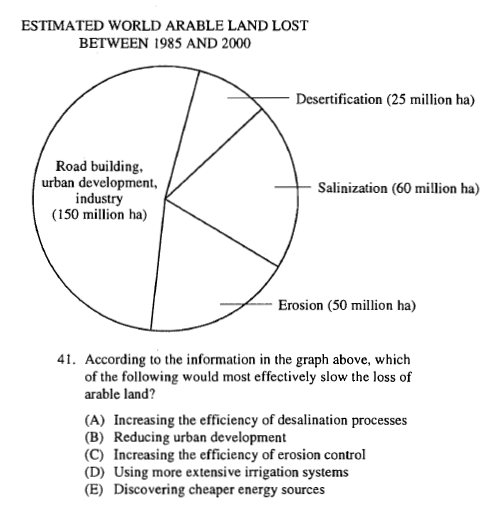 ESTIMATED WORLD ARABLE LAND LOST
BETWEEN 1985 AND 2000
Desertification (25 million ha)
Road building,
urban development,
industry
(150 million ha)
Salinization (60 million ha)
Erosion (50 million ha)
41. According to the information in the graph above, which
of the following would most effectively slow the loss of
arable land?
(A) Increasing the efficiency of desalination processes
(B) Reducing urban development
(C) Increasing the efficiency of erosion control
(D) Using more extensive irrigation systems
(E) Discovering cheaper energy sources